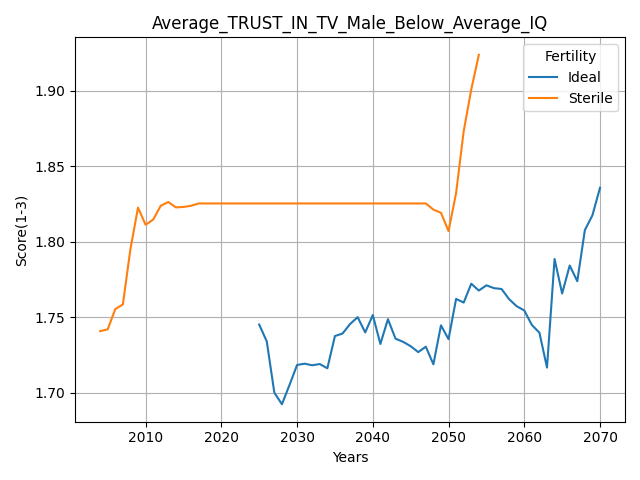 Average_TRUST_IN_TV_Male_Below_Average_IQ
Fertility
Ideal
Sterile
1.90
1.85
1.80
1.75
1.70
Score(1-3)
2010 2020 2030 2040 2050 2060 2070
Years